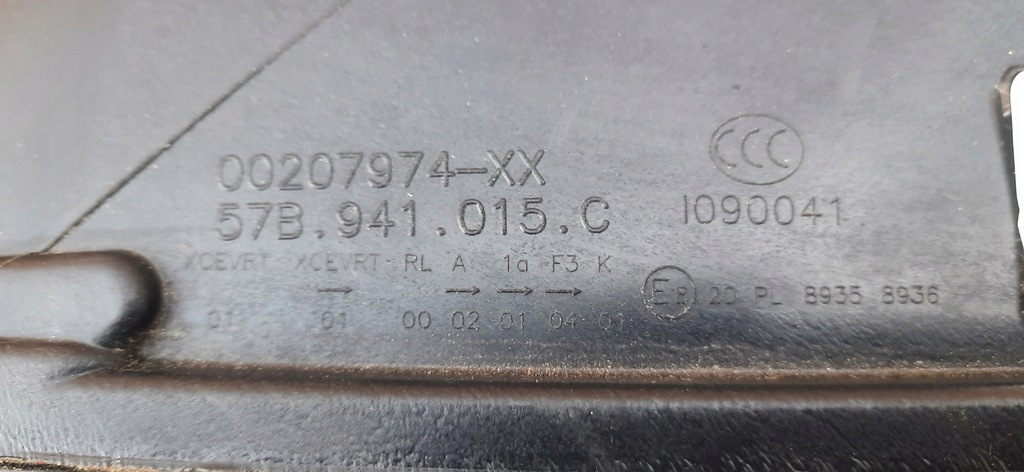 00207974-XX
57B.941.015.C
CCC
I090041
XCEVRT XCEVRT RL A 1a F3 K
→ → → →
01 01 00 02 01 04 01
E 20 PL 8935 8936